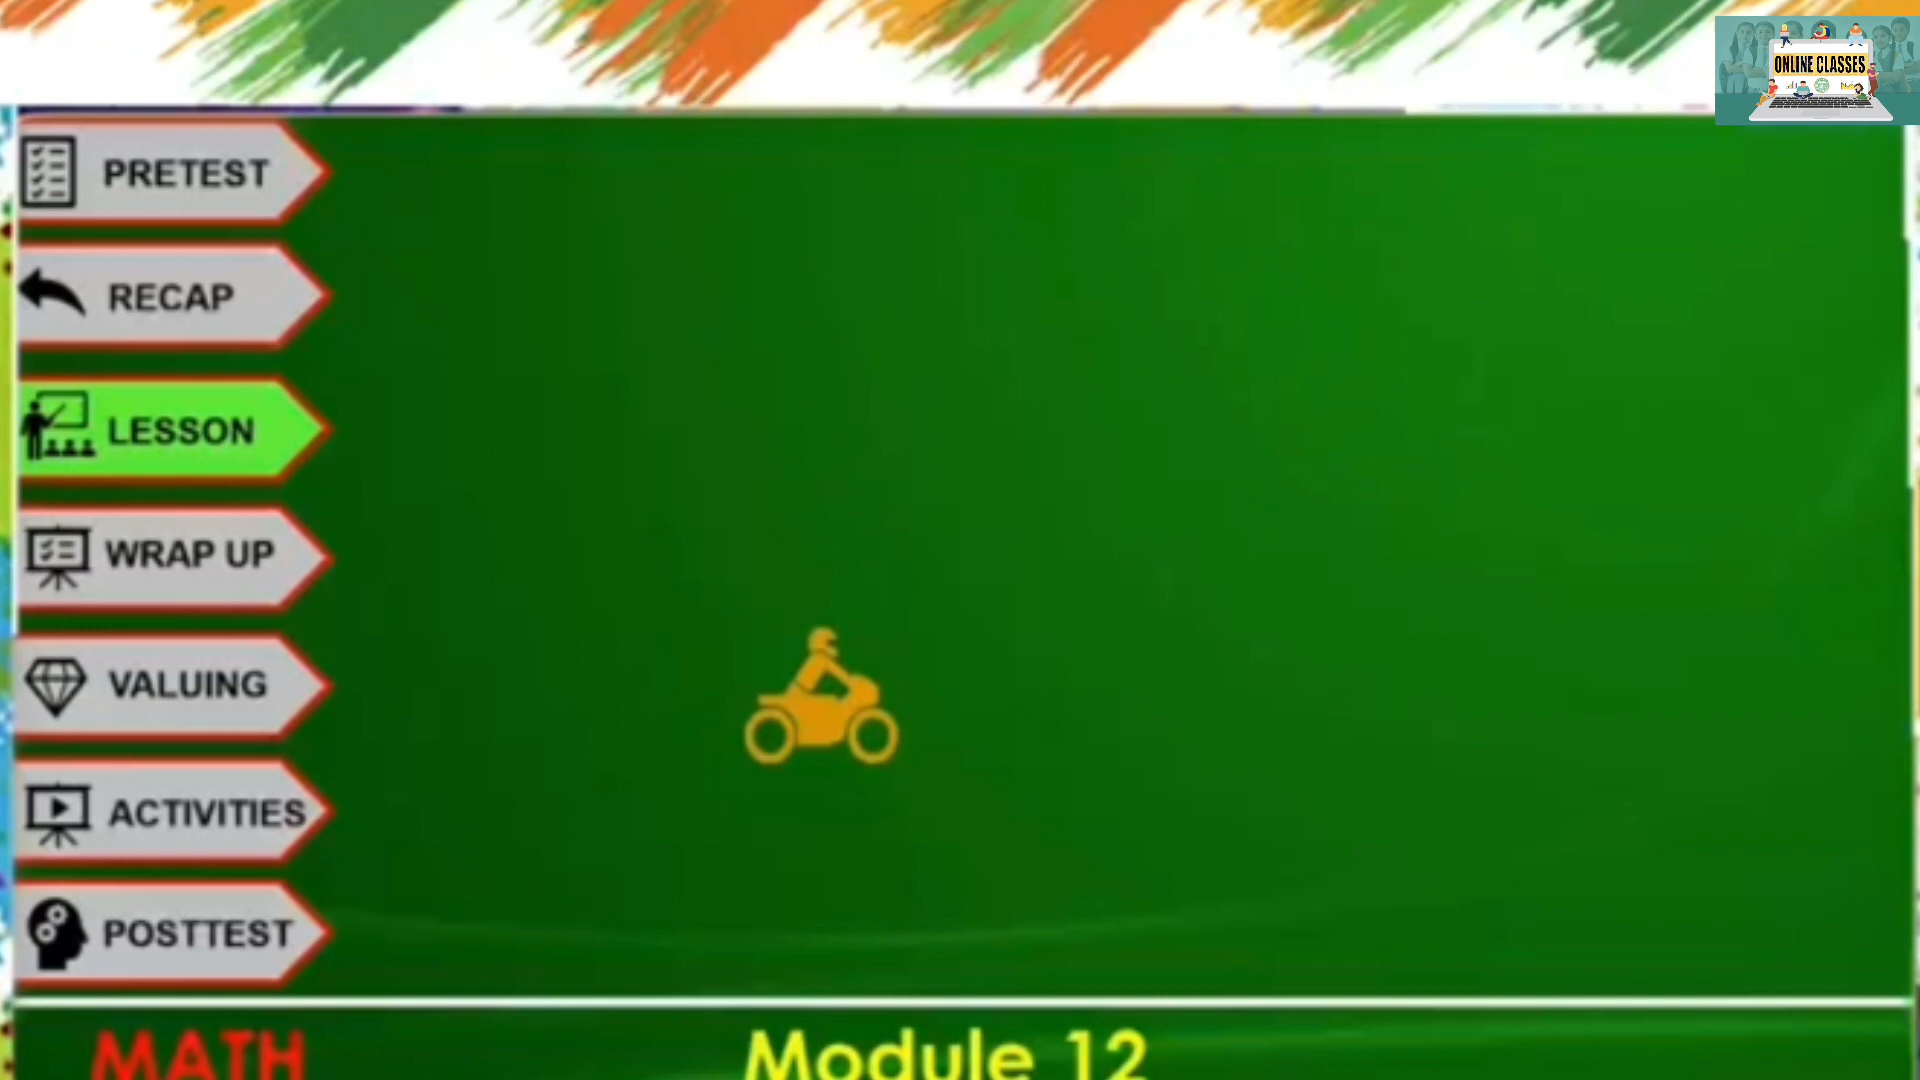 ONLINE CLASSES
PRETEST
RECAP
LESSON
WRAP UP
VALUING
ACTIVITIES
POSTTEST
MATH
Module 12